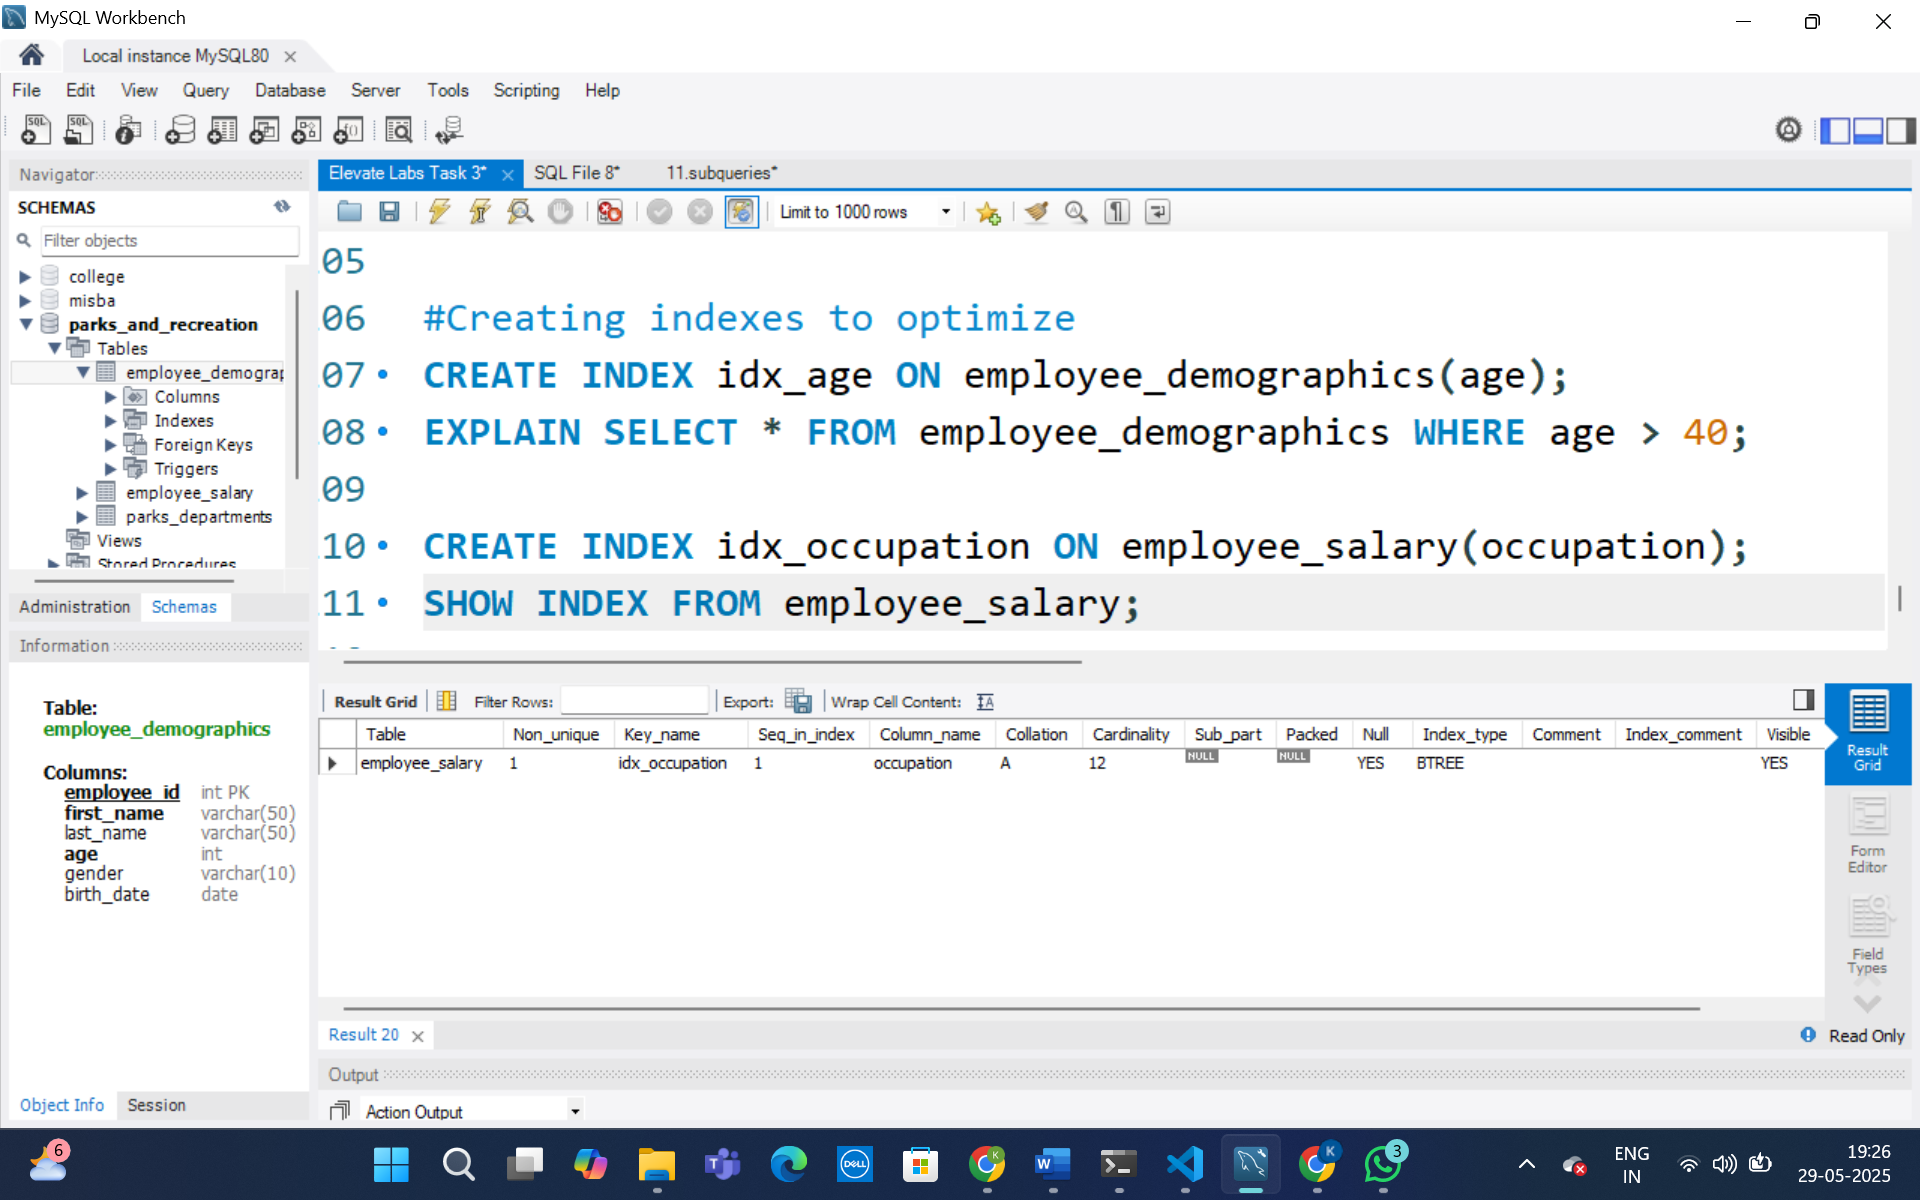 MySQL Workbench
Local instance MySQL80
File Edit View Query Database Server Tools Scripting Help
Navigator
SCHEMAS
Filter objects
college
misba
parks_and_recreation
Tables
employee_demograp
Columns
Indexes
Foreign Keys
Triggers
employee_salary
parks_departments
Views
Stored Procedures
Administration Schemas
Information
Table:
employee_demographics
Columns:
employee_id int PK
first_name varchar(50)
last_name varchar(50)
age int
gender varchar(10)
birth_date date
Object Info Session
Elevate Labs Task 3* SQL File 8* 11.subqueries*
Limit to 1000 rows
05
06 #Creating indexes to optimize
07 CREATE INDEX idx_age ON employee_demographics(age);
08 EXPLAIN SELECT * FROM employee_demographics WHERE age > 40;
09
10 CREATE INDEX idx_occupation ON employee_salary(occupation);
11 SHOW INDEX FROM employee_salary;
Result Grid Filter Rows: Export: Wrap Cell Content:
Table Non_unique Key_name Seq_in_index Column_name Collation Cardinality Sub_part Packed Null Index_type Comment Index_comment Visible
employee_salary 1 idx_occupation 1 occupation A 12 NULL NULL YES BTREE YES
Result Grid
Form Editor
Field Types
Result 20
Read Only
Output
Action Output
6
SQL
SQL
DELL
K
W
K
3
ENG
IN
19:26
29-05-2025